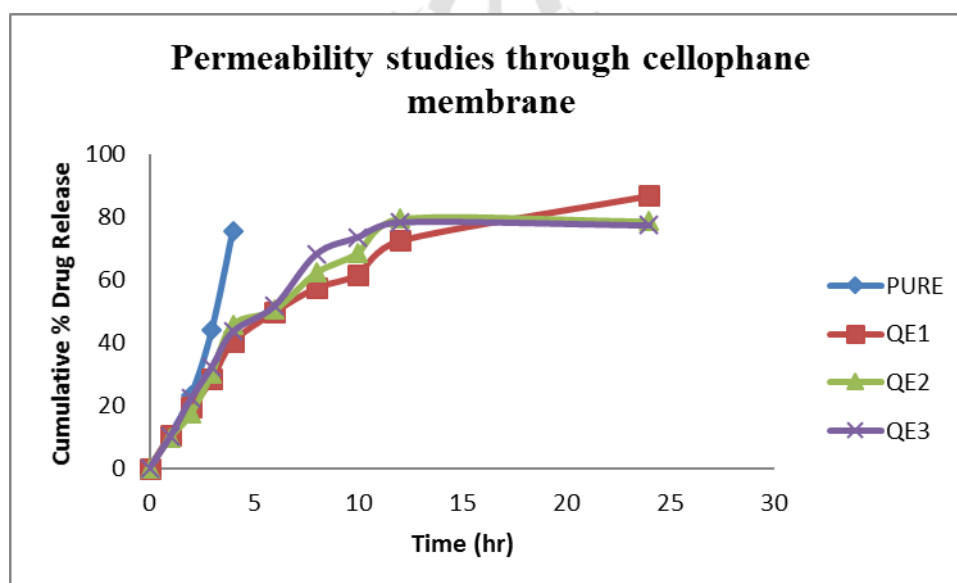 Permeability studies through cellophane
membrane
Cumulative % Drug Release
100
80
60
40
20
0
0 5 10 15 20 25 30
Time (hr)
PURE
QE1
QE2
QE3